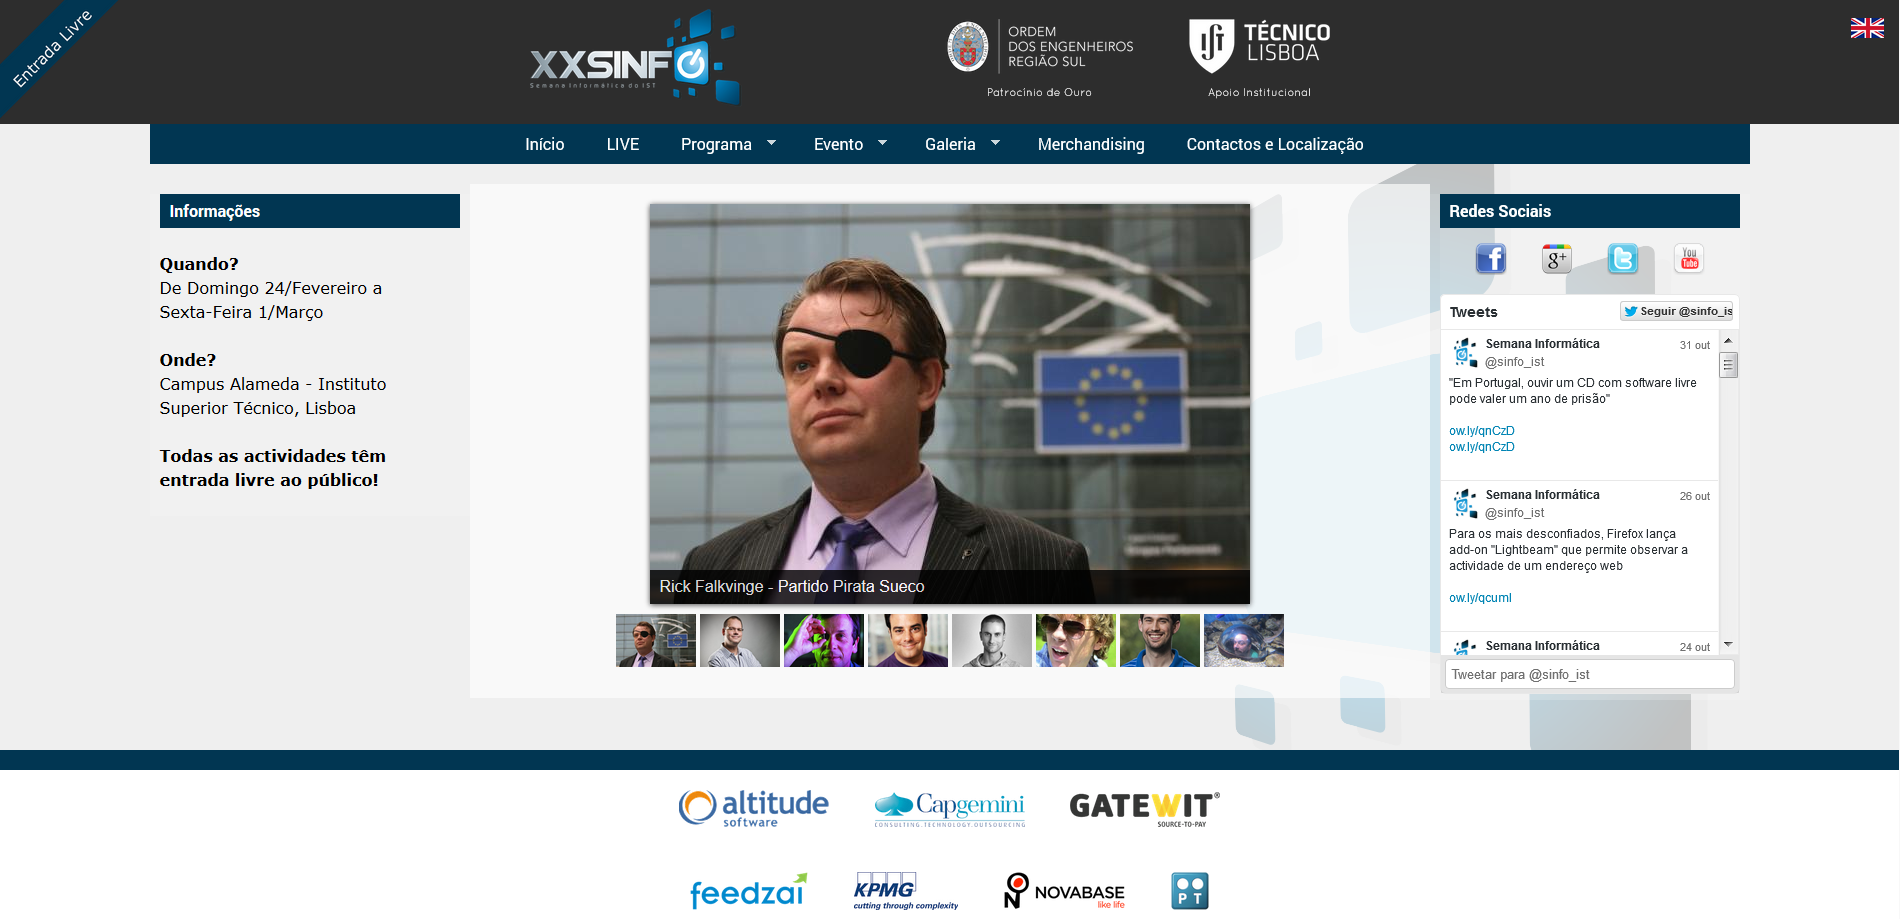 Entrada Livre
XXSINFO
Semana Informática do IST
ORDEM
DOS ENGENHEIROS
REGIÃO SUL
Patrocínio de Ouro
TÉCNICO
LISBOA
Apoio Institucional
Início LIVE Programa Evento Galeria Merchandising Contactos e Localização
Informações
Quando?
De Domingo 24/Fevereiro a
Sexta-Feira 1/Março
Onde?
Campus Alameda - Instituto
Superior Técnico, Lisboa
Todas as actividades têm
entrada livre ao público!
Rick Falkvinge - Partido Pirata Sueco
Redes Sociais
f g+ t You Tube
Tweets
Seguir @sinfo_is
Semana Informática 31 out
@sinfo_ist
"Em Portugal, ouvir um CD com software livre
pode valer um ano de prisão"
ow.ly/qnCzD
ow.ly/qnCzD
Semana Informática 26 out
@sinfo_ist
Para os mais desconfiados, Firefox lança
add-on "Lightbeam" que permite observar a
actividade de um endereço web
ow.ly/qcumI
Semana Informática 24 out
Tweetar para @sinfo_ist
altitude
software
Capgemini
CONSULTING.TECHNOLOGY.OUTSOURCING
GATEWIT®
SOURCE-TO-PAY
feedzai
KPMG
cutting through complexity
NOVABASE
like life
PT